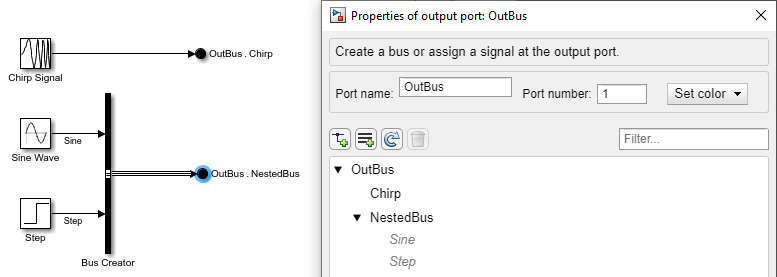 OutBus . Chirp
Chirp Signal
Sine
Sine Wave
OutBus . NestedBus
Step
Step
Bus Creator
Properties of output port: OutBus
Create a bus or assign a signal at the output port.
Port name: OutBus Port number: 1 Set color
Filter...
OutBus
Chirp
NestedBus
Sine
Step